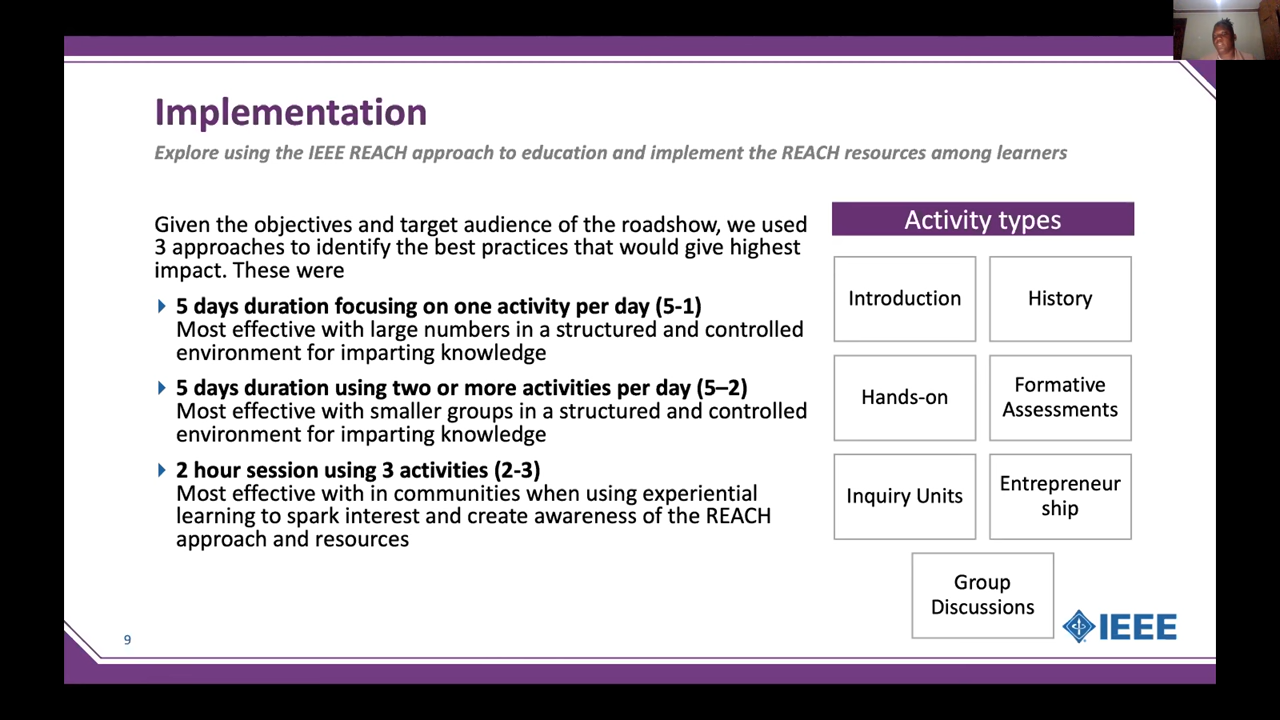 Implementation
Explore using the IEEE REACH approach to education and implement the REACH resources among learners
Given the objectives and target audience of the roadshow, we used
3 approaches to identify the best practices that would give highest
impact. These were
5 days duration focusing on one activity per day (5-1)
Most effective with large numbers in a structured and controlled
environment for imparting knowledge
5 days duration using two or more activities per day (5–2)
Most effective with smaller groups in a structured and controlled
environment for imparting knowledge
2 hour session using 3 activities (2-3)
Most effective with in communities when using experiential
learning to spark interest and create awareness of the REACH
approach and resources
Activity types
Introduction
History
Hands-on
Formative
Assessments
Inquiry Units
Entrepreneur
ship
Group
Discussions
IEEE
9